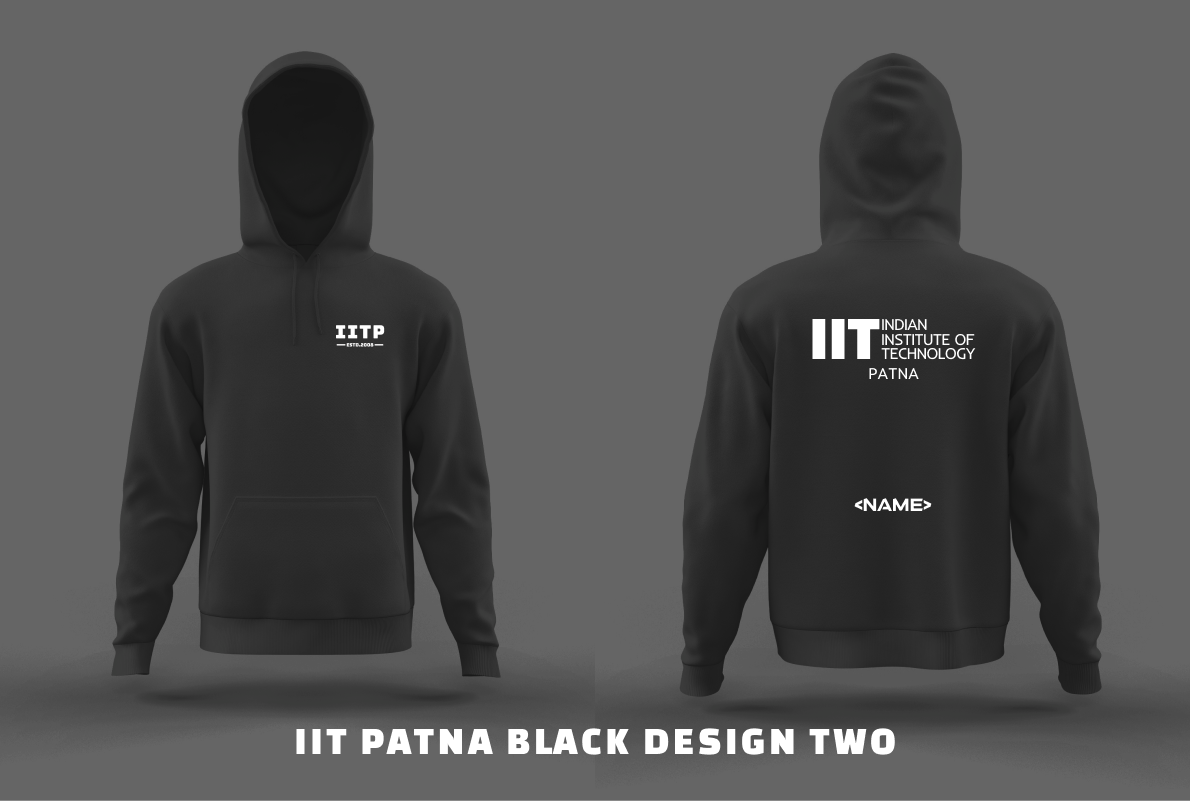 IITP
ESTD.2008
IIT INDIAN
INSTITUTE OF
TECHNOLOGY
PATNA
<NAME>
IIT PATNA BLACK DESIGN TWO